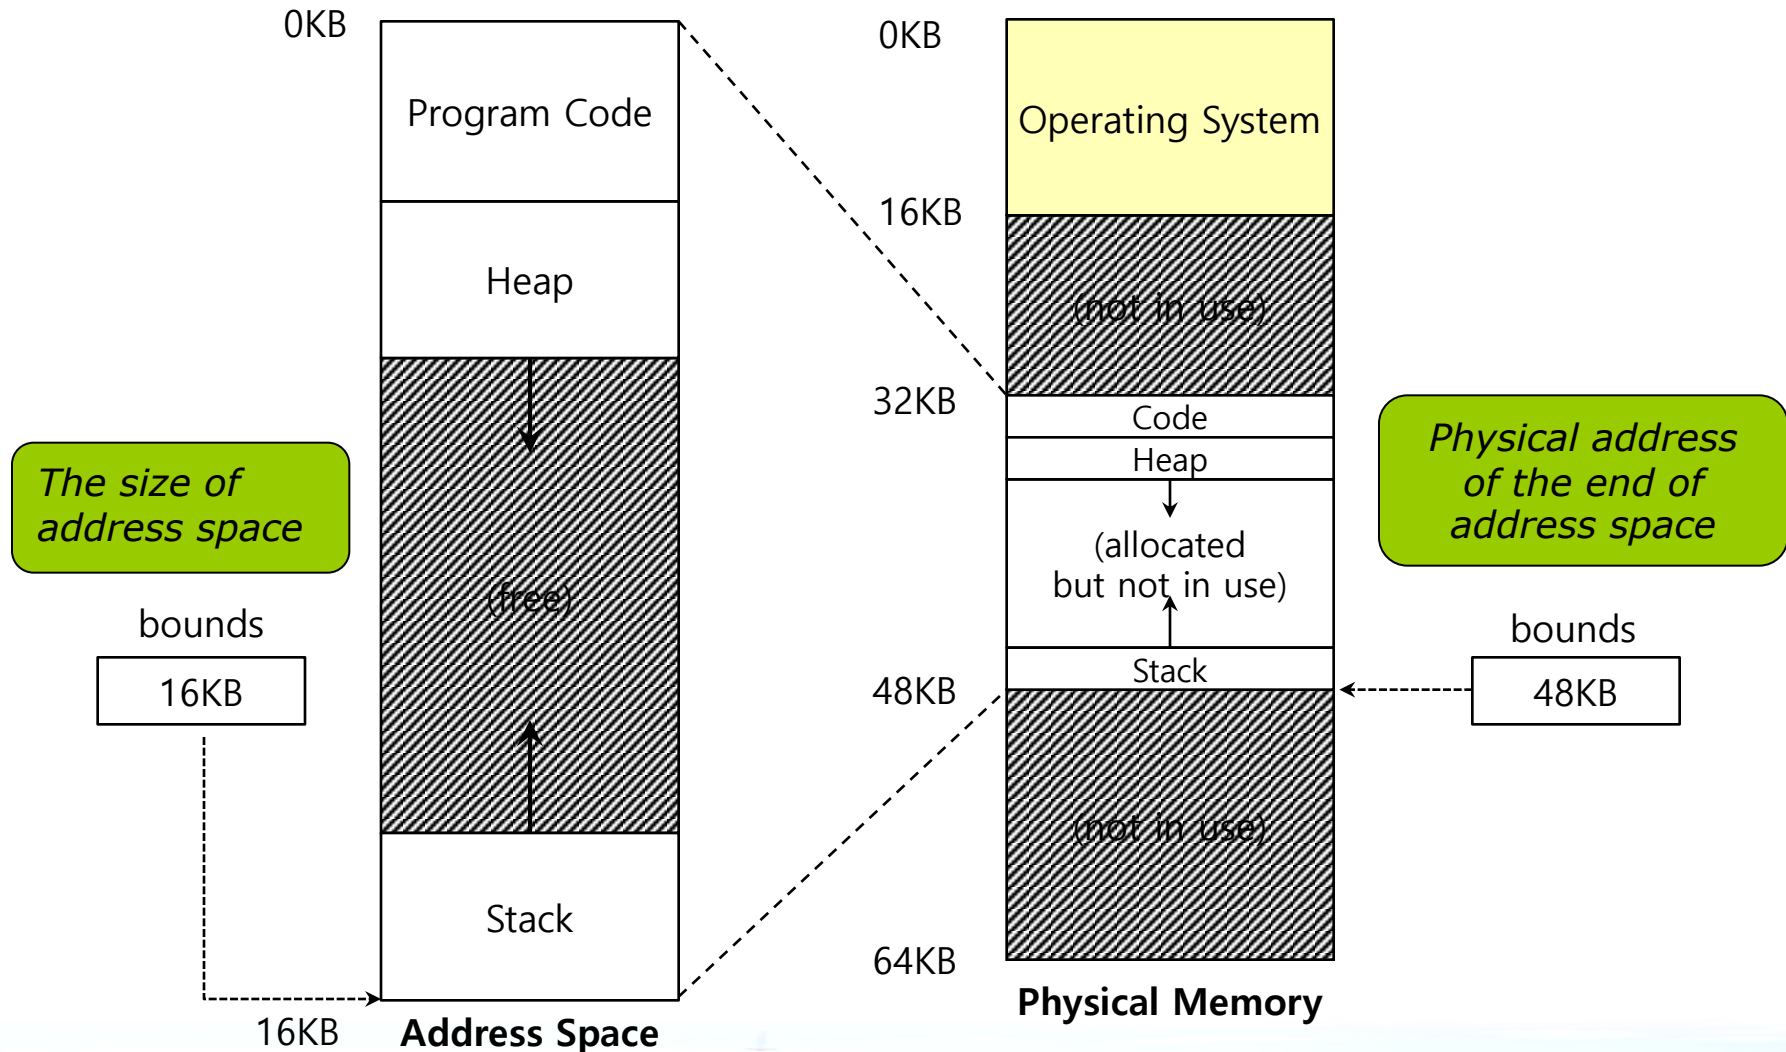 0KB
Program Code
Heap
(free)
Stack
16KB
Address Space
The size of
address space
bounds
16KB
0KB
Operating System
16KB
(not in use)
32KB
Code
Heap
(allocated
but not in use)
Stack
48KB
(not in use)
64KB
Physical Memory
Physical address
of the end of
address space
bounds
48KB